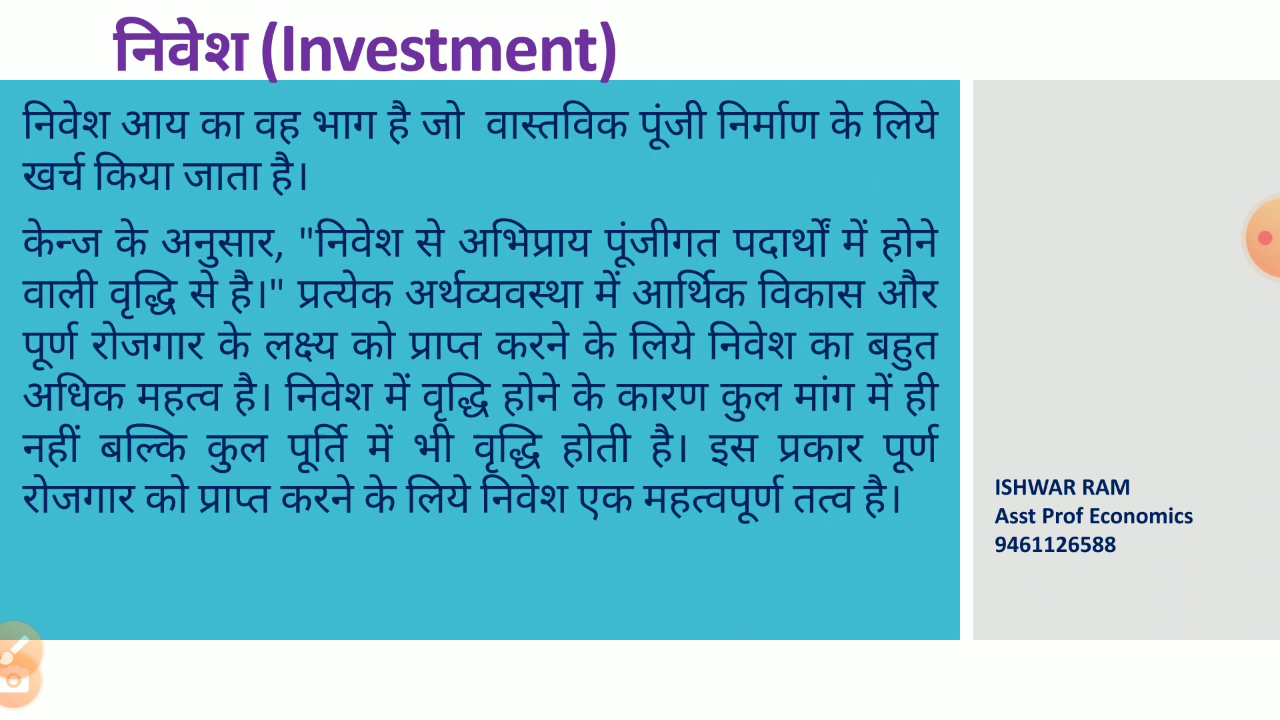 निवेश (Investment)
निवेश आय का वह भाग है जो वास्तविक पूंजी निर्माण के लिये
खर्च किया जाता है।
केन्ज के अनुसार, "निवेश से अभिप्राय पूंजीगत पदार्थों में होने
वाली वृद्धि से है।" प्रत्येक अर्थव्यवस्था में आर्थिक विकास और
पूर्ण रोजगार के लक्ष्य को प्राप्त करने के लिये निवेश का बहुत
अधिक महत्व है। निवेश में वृद्धि होने के कारण कुल मांग में ही
नहीं बल्कि कुल पूर्ति में भी वृद्धि होती है। इस प्रकार पूर्ण
रोजगार को प्राप्त करने के लिये निवेश एक महत्वपूर्ण तत्व है।
ISHWAR RAM
Asst Prof Economics
9461126588